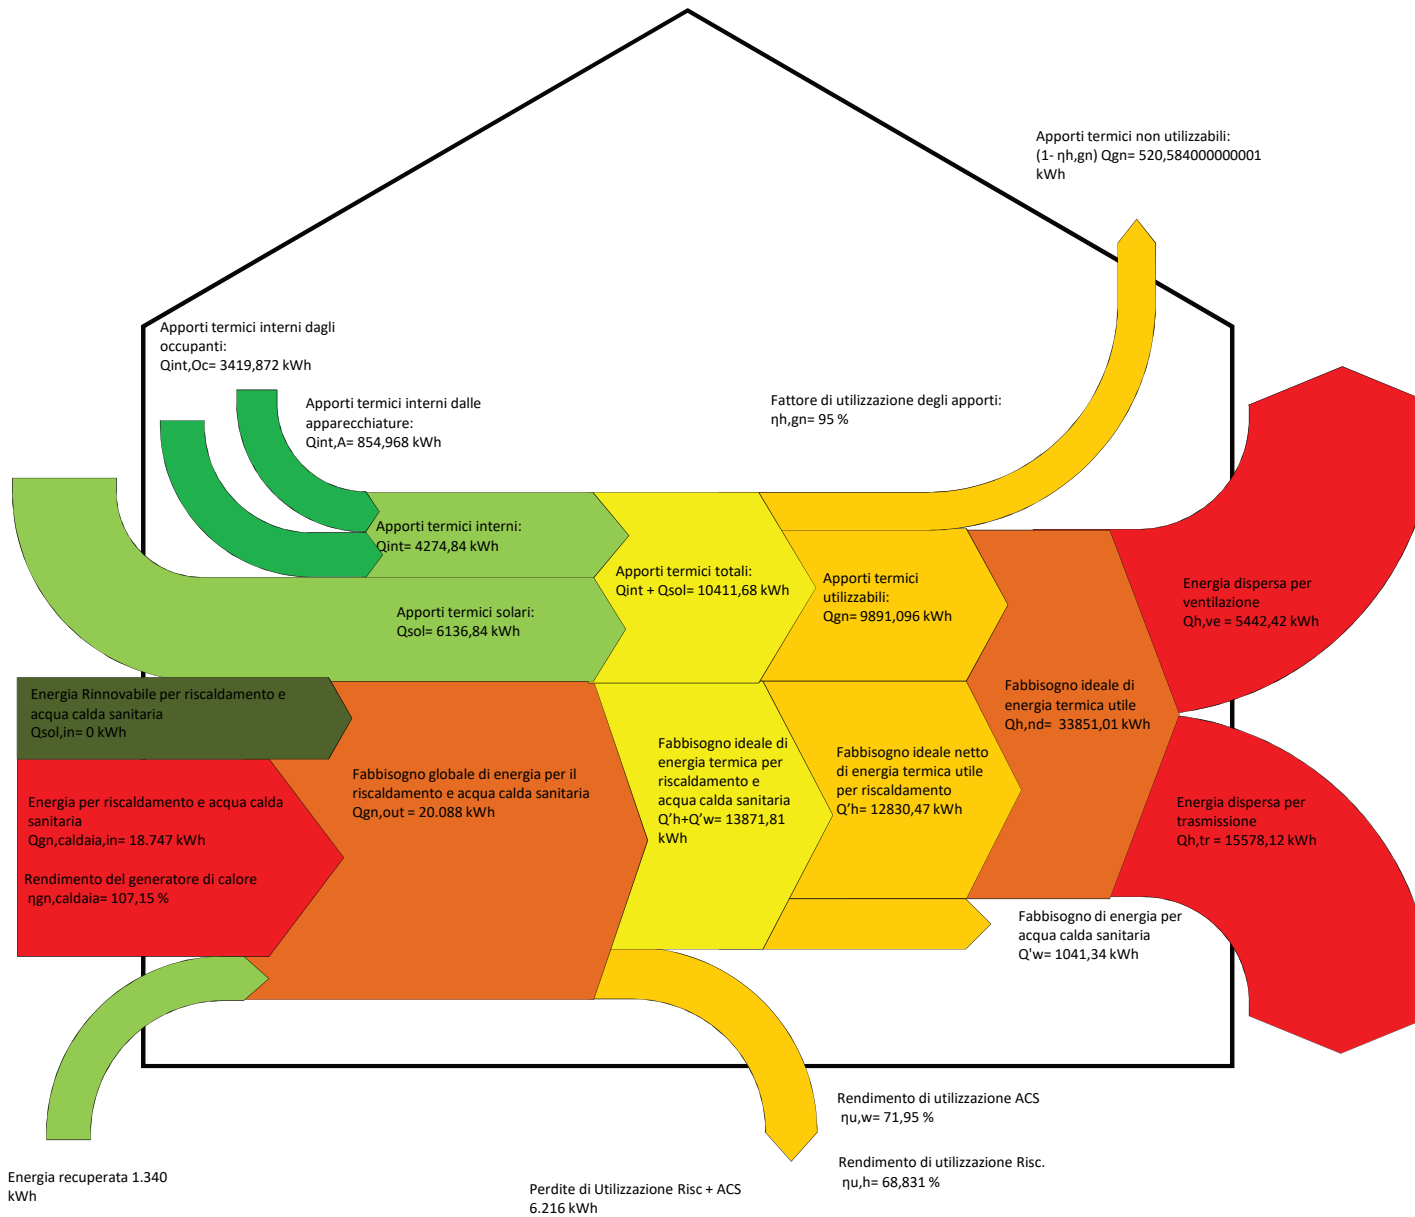 Apporti termici non utilizzabili:
(1- ηh,gn) Qgn= 520,584000000001
kWh
Apporti termici interni dagli
occupanti:
Qint,Oc= 3419,872 kWh
Apporti termici interni dalle
apparecchiature:
Qint,A= 854,968 kWh
Fattore di utilizzazione degli apporti:
ηh,gn= 95 %
Apporti termici interni:
Qint= 4274,84 kWh
Apporti termici totali:
Qint + Qsol= 10411,68 kWh
Apporti termici
utilizzabili:
Qgn= 9891,096 kWh
Energia dispersa per
ventilazione
Qh,ve = 5442,42 kWh
Apporti termici solari:
Qsol= 6136,84 kWh
Energia Rinnovabile per riscaldamento e
acqua calda sanitaria
Qsol,in= 0 kWh
Fabbisogno ideale di
energia termica utile
Qh,nd=  33851,01 kWh
Fabbisogno globale di energia per il
riscaldamento e acqua calda sanitaria
Qgn,out = 20.088 kWh
Fabbisogno ideale di
energia termica per
riscaldamento e
acqua calda sanitaria
Q'h+Q'w= 13871,81
kWh
Fabbisogno ideale netto
di energia termica utile
per riscaldamento
Q'h= 12830,47 kWh
Energia per riscaldamento e acqua calda
sanitaria
Qgn,caldaia,in= 18.747 kWh
Rendimento del generatore di calore
ηgn,caldaia= 107,15 %
Energia dispersa per
trasmissione
Qh,tr = 15578,12 kWh
Fabbisogno di energia per
acqua calda sanitaria
Q'w= 1041,34 kWh
Rendimento di utilizzazione ACS
ηu,w= 71,95 %
Rendimento di utilizzazione Risc.
ηu,h= 68,831 %
Energia recuperata 1.340
kWh
Perdite di Utilizzazione Risc + ACS
6.216 kWh